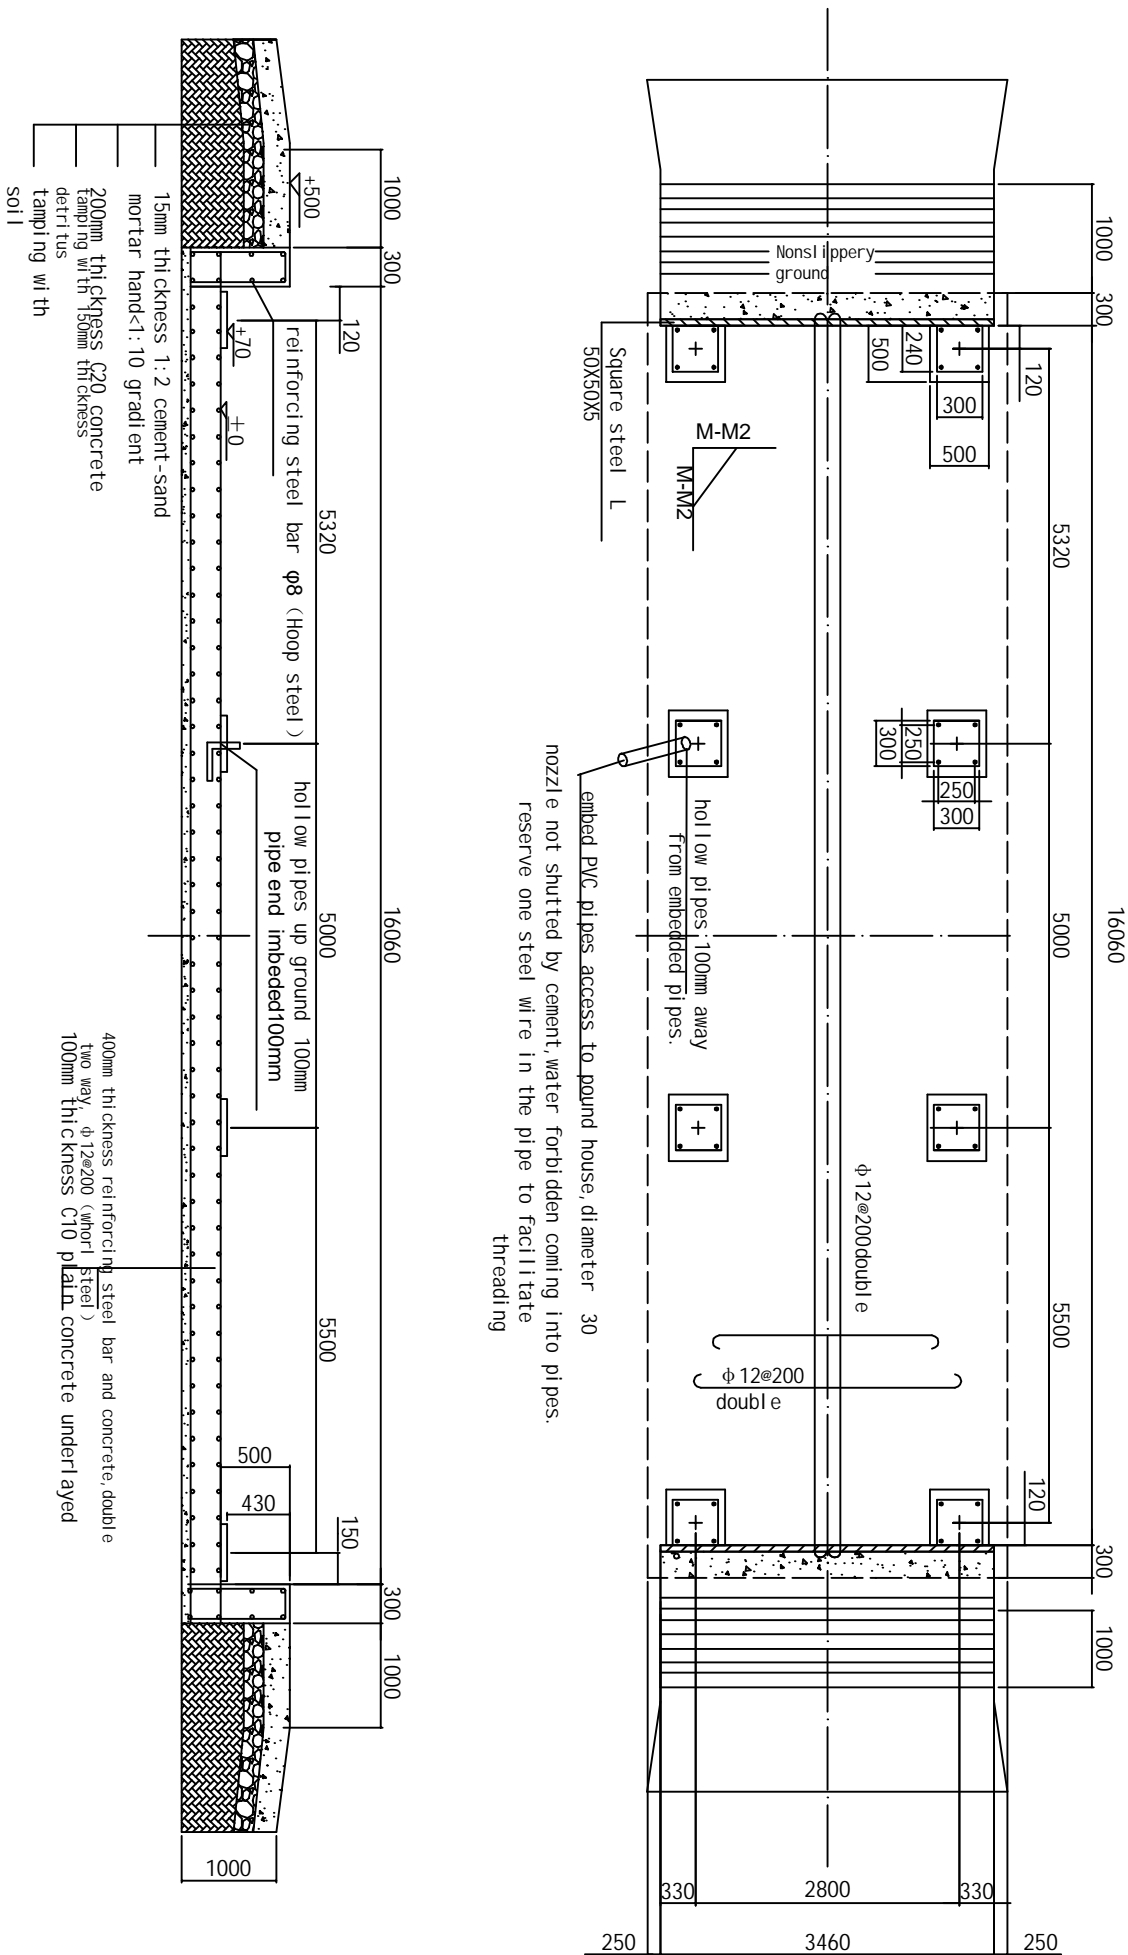 1000
300
120
5320
16060
5000
5500
120
300
1000
Nonslippery
ground
500
240
300
500
Square steel L
50X50X5
M-M2
M-M2
300
250
250
300
hollow pipes 100mm away
from embedded pipes.
embed PVC pipes access to pound house, diameter 30
nozzle not shutted by cement, water forbidden coming into pipes.
reserve one steel wire in the pipe to facilitate
threading
φ12@200double
φ12@200
double
330
2800
330
250
3460
250
1000
300
120
16060
5320
5000
5500
+500
+70
±0
reinforcing steel bar φ8 (Hoop steel)
hollow pipes up ground 100mm
pipe end imbeded100mm
500
430
150
300
1000
1000
15mm thickness 1:2 cement-sand
mortar hand<1:10 gradient
200mm thickness C20 concrete
tamping with 150mm thickness
detritus
tamping with
soil
400mm thickness reinforcing steel bar and concrete, double
two way, φ12@200 (whorl steel)
100mm thickness C10 plain concrete underlayed